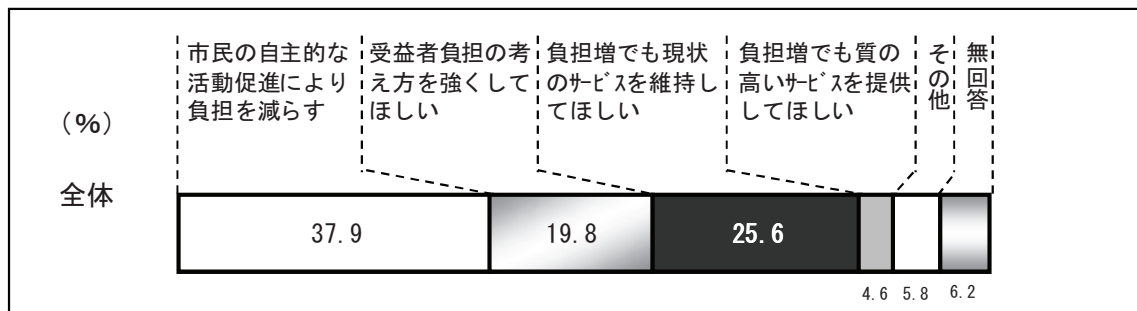 市民の自主的な
活動促進により
負担を減らす
受益者負担の考
え方を強くして
ほしい
負担増でも現状
のｻｰﾋﾞｽを維持し
てほしい
負担増でも質の
高いｻｰﾋﾞｽを提供
してほしい
その他
無回答
（%）
全体
37.9
19.8
25.6
4.6
5.8
6.2